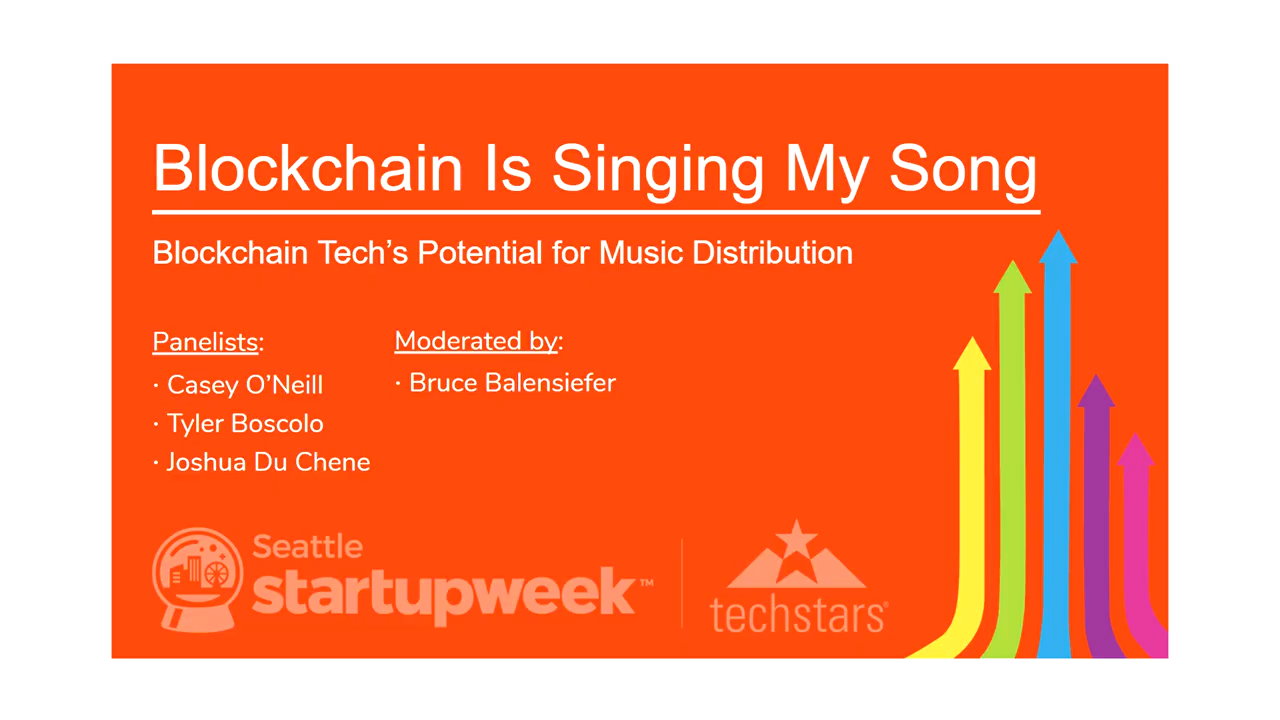 Blockchain Is Singing My Song
Blockchain Tech’s Potential for Music Distribution
Panelists:
· Casey O’Neill
· Tyler Boscolo
· Joshua Du Chene
Moderated by:
· Bruce Balensiefer
Seattle
startupweek™
techstars®